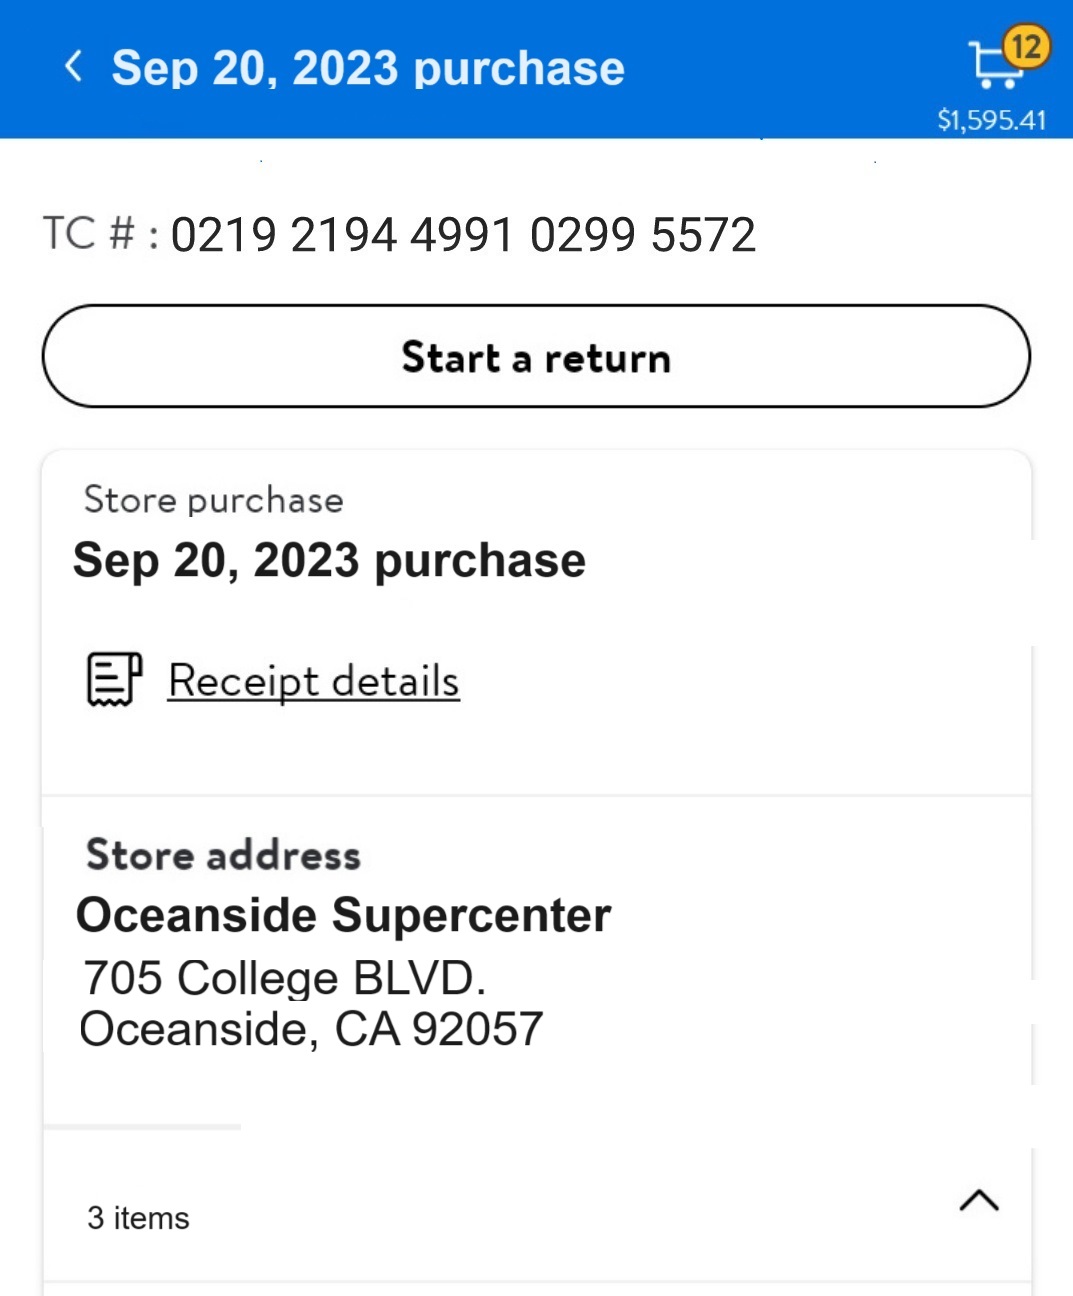 Sep 20, 2023 purchase
12
$1,595.41
TC # : 0219 2194 4991 0299 5572
Start a return
Store purchase
Sep 20, 2023 purchase
Receipt details
Store address
Oceanside Supercenter
705 College BLVD.
Oceanside, CA 92057
3 items